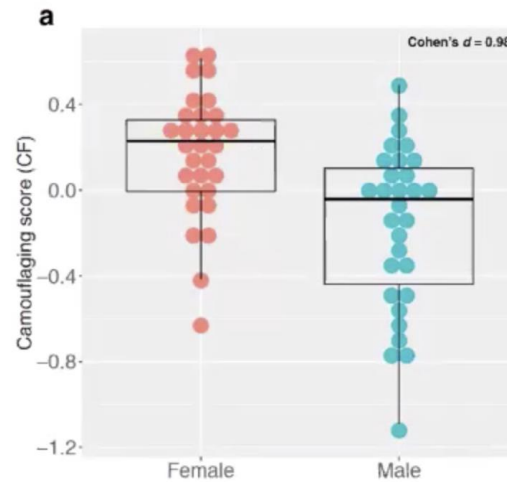 a
Cohen's d = 0.98
Camouflaging score (CF)
0.4
0.0
−0.4
−0.8
−1.2
Female
Male